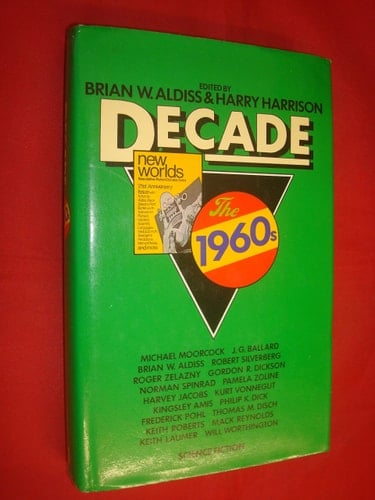 EDITED BY
BRIAN W. ALDISS & HARRY HARRISON
DECADE
The
1960s
new
worlds
21st Anniversary
MICHAEL MOORCOCK J. G. BALLARD
BRIAN W. ALDISS ROBERT SILVERBERG
ROGER ZELAZNY GORDON R. DICKSON
NORMAN SPINRAD PAMELA ZOLINE
HARVEY JACOBS KURT VONNEGUT
KINGSLEY AMIS PHILIP K. DICK
FREDERICK POHL THOMAS M. DISCH
KEITH ROBERTS MACK REYNOLDS
KEITH LAUMER WILL WORTHINGTON
SCIENCE FICTION